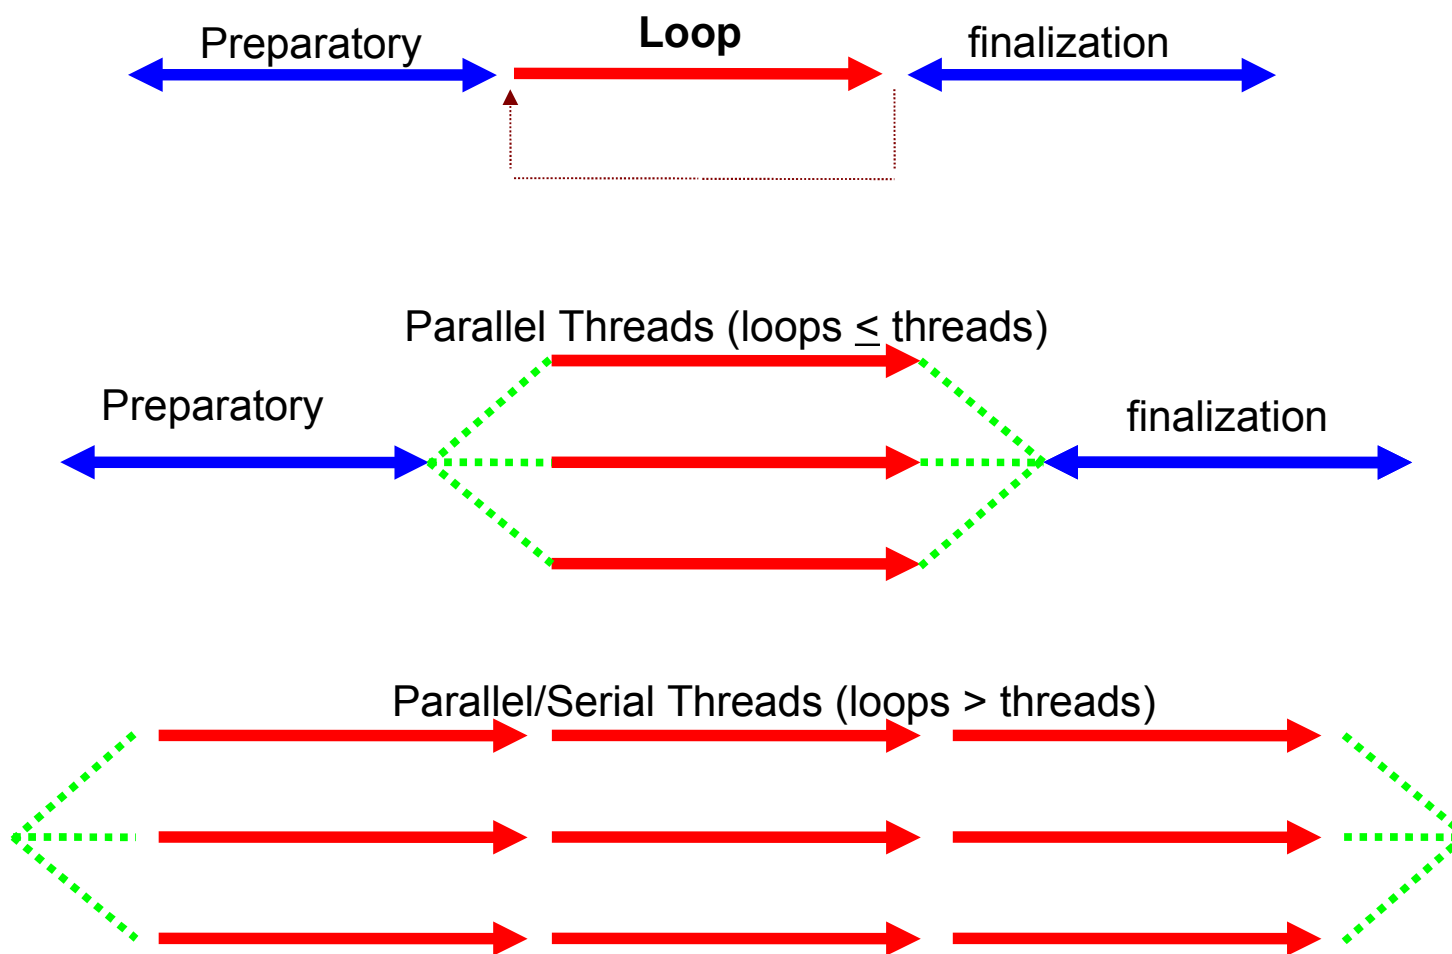 Preparatory
Loop
finalization
Parallel Threads (loops ≤ threads)
Preparatory
finalization
Parallel/Serial Threads (loops > threads)